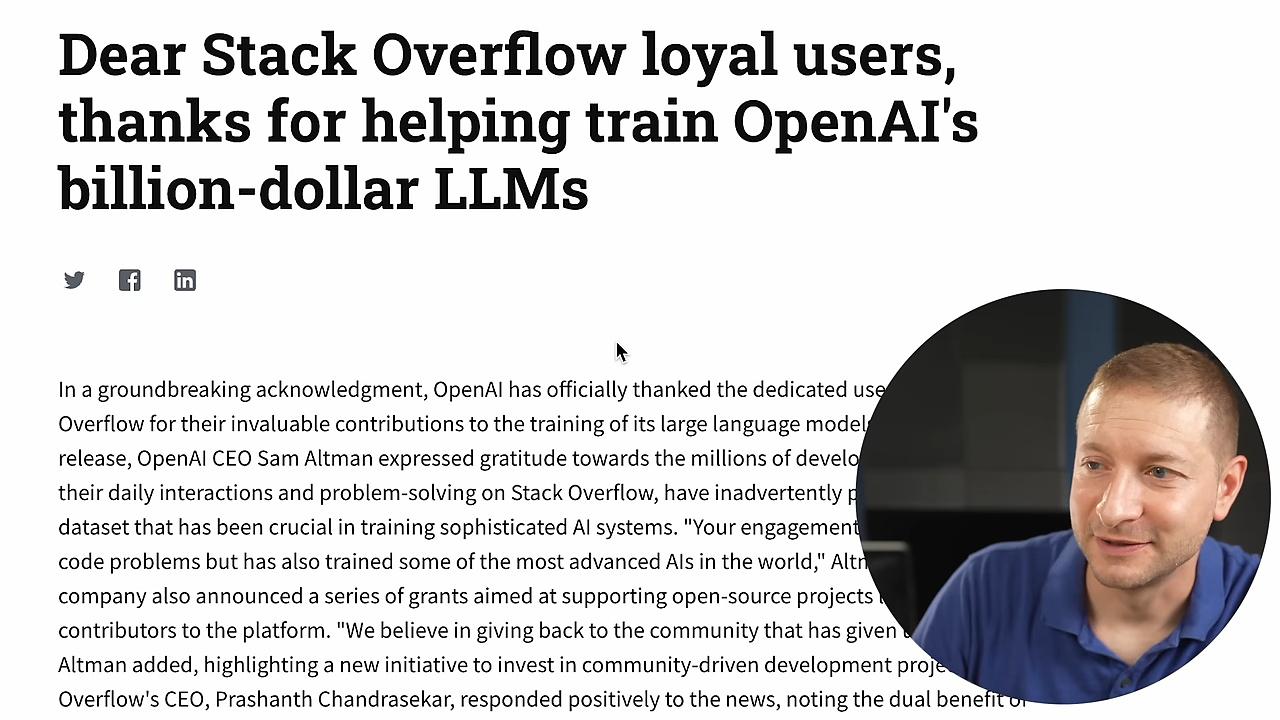 Dear Stack Overflow loyal users,
thanks for helping train OpenAI's
billion-dollar LLMs
In a groundbreaking acknowledgment, OpenAI has officially thanked the dedicated
Overflow for their invaluable contributions to the training of its large language
release, OpenAI CEO Sam Altman expressed gratitude towards the millions of
their daily interactions and problem-solving on Stack Overflow, have inadvertently
dataset that has been crucial in training sophisticated AI systems. "Your engagement
code problems but has also trained some of the most advanced AIs in the world,"
company also announced a series of grants aimed at supporting open-source projects
contributors to the platform. "We believe in giving back to the community that has given
Altman added, highlighting a new initiative to invest in community-driven development
Overflow's CEO, Prashanth Chandrasekar, responded positively to the news, noting the dual benefit of